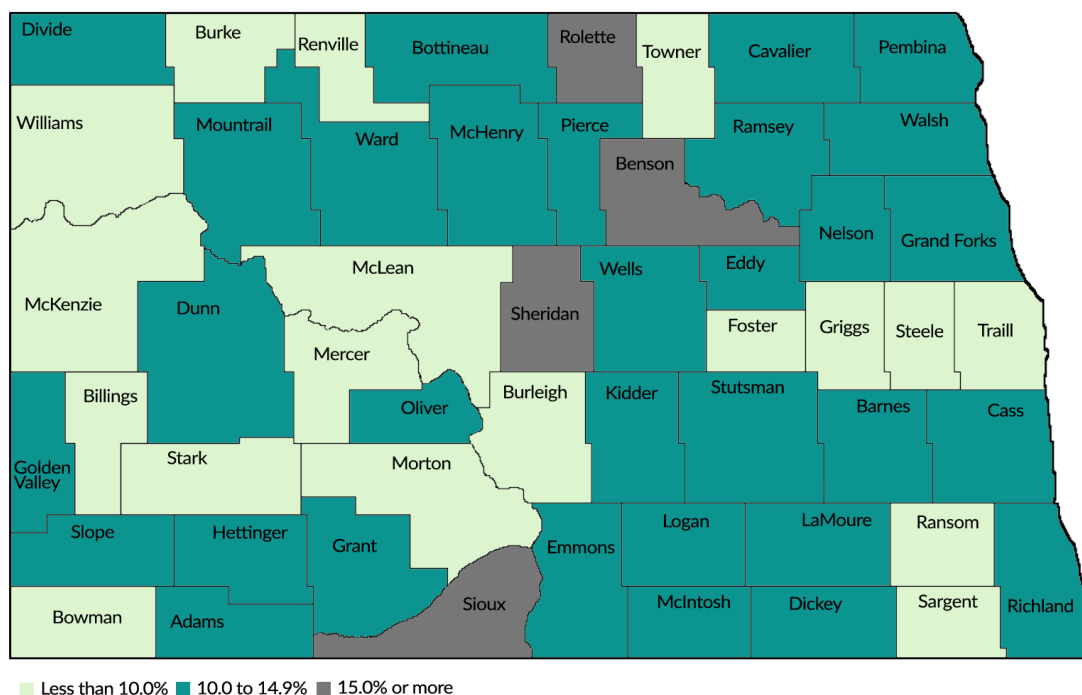 Divide
Burke
Renville
Bottineau
Rolette
Towner
Cavalier
Pembina
Williams
Mountrail
Ward
McHenry
Pierce
Benson
Ramsey
Walsh
Nelson
Grand Forks
McKenzie
Dunn
McLean
Mercer
Sheridan
Wells
Eddy
Foster
Griggs
Steele
Traill
Billings
Oliver
Burleigh
Kidder
Stutsman
Barnes
Cass
Golden
Valley
Stark
Morton
Slope
Hettinger
Grant
Emmons
Logan
LaMoure
Ransom
Bowman
Adams
Sioux
McIntosh
Dickey
Sargent
Richland
Less than 10.0% 10.0 to 14.9% 15.0% or more